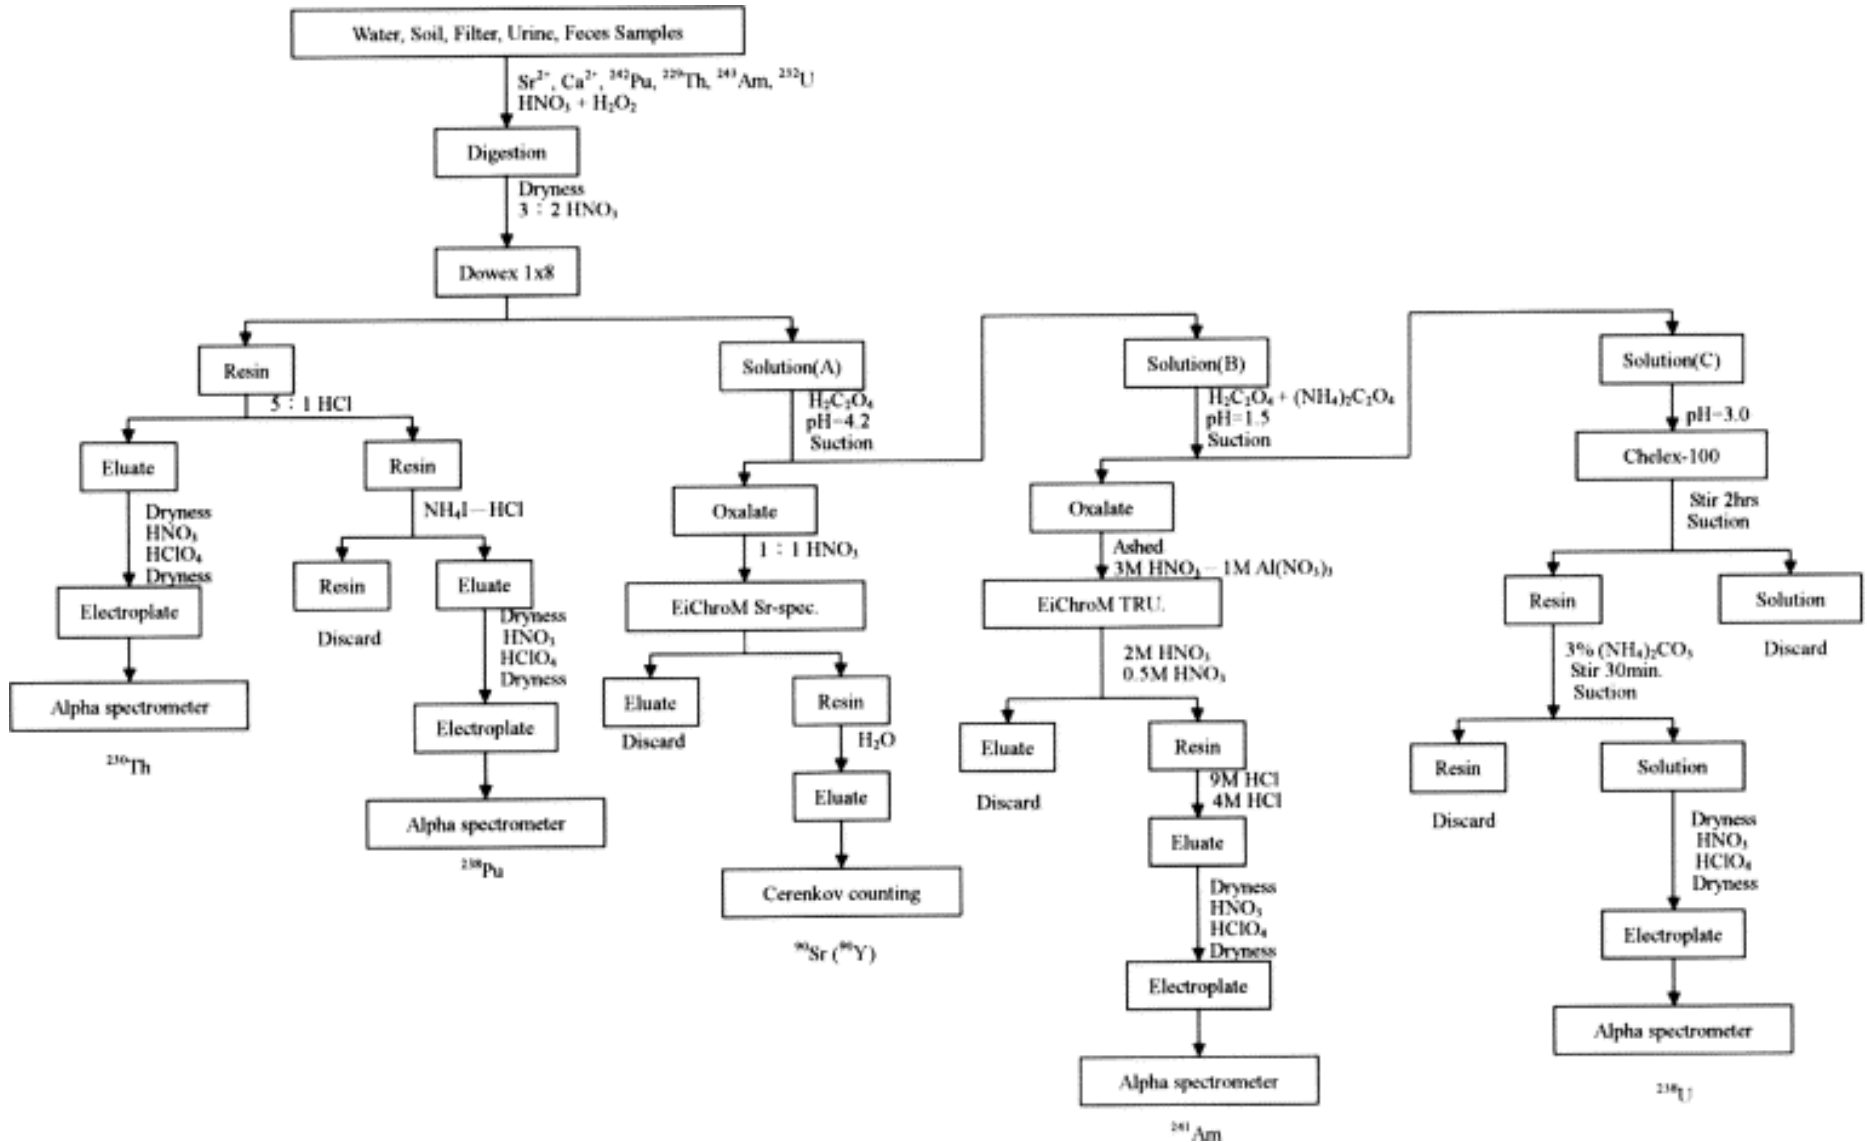 Water, Soil, Filter, Urine, Feces Samples
Sr²⁺, Ca²⁺, ²⁴²Pu, ²²⁹Th, ²⁴³Am, ²³²U
HNO₃ + H₂O₂
Digestion
Dryness
3 : 2 HNO₃
Dowex 1x8
Resin
5 : 1 HCl
Eluate
Dryness
HNO₃
HClO₄
Dryness
Electroplate
Alpha spectrometer
²³⁰Th
Resin
NH₄I−HCl
Resin
Discard
Eluate
Dryness
HNO₃
HClO₄
Dryness
Electroplate
Alpha spectrometer
²³⁸Pu
Solution(A)
H₂C₂O₄
pH=4.2
Suction
Oxalate
1 : 1 HNO₃
EiChroM Sr-spec.
Eluate
Discard
Resin
H₂O
Eluate
Cerenkov counting
⁹⁰Sr (⁹⁰Y)
Solution(B)
H₂C₂O₄ + (NH₄)₂C₂O₄
pH=1.5
Suction
Oxalate
Ashed
3M HNO₃ − 1M Al(NO₃)₃
EiChroM TRU.
2M HNO₃
0.5M HNO₃
Eluate
Discard
Resin
9M HCl
4M HCl
Eluate
Dryness
HNO₃
HClO₄
Dryness
Electroplate
Alpha spectrometer
²⁴¹Am
Solution(C)
pH=3.0
Chelex-100
Stir 2hrs
Suction
Resin
Solution
Discard
3% (NH₄)₂CO₃
Stir 30min.
Suction
Resin
Discard
Solution
Dryness
HNO₃
HClO₄
Dryness
Electroplate
Alpha spectrometer
²³⁸U